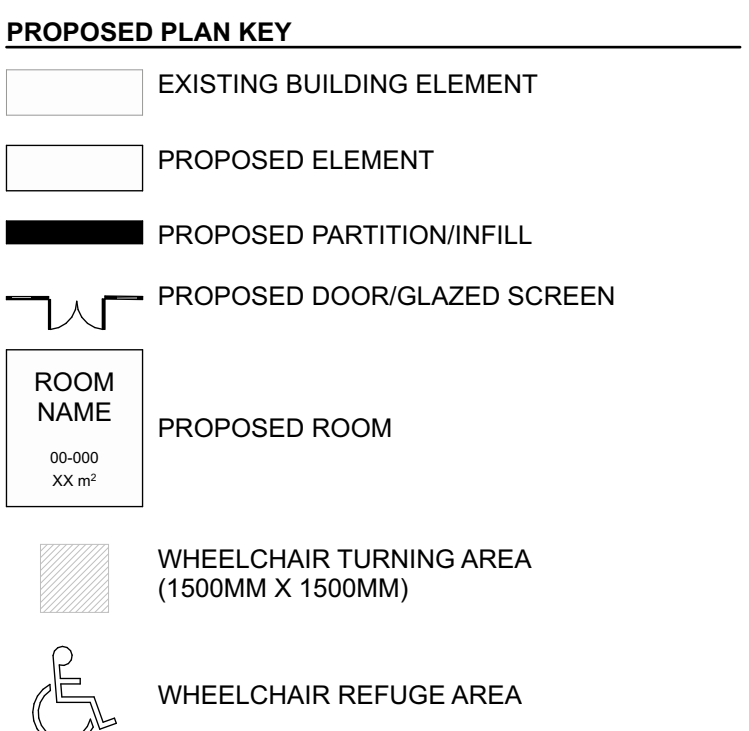 PROPOSED PLAN KEY
EXISTING BUILDING ELEMENT
PROPOSED ELEMENT
PROPOSED PARTITION/INFILL
PROPOSED DOOR/GLAZED SCREEN
ROOM
NAME
00-000
XX m²
PROPOSED ROOM
WHEELCHAIR TURNING AREA
(1500MM X 1500MM)
WHEELCHAIR REFUGE AREA